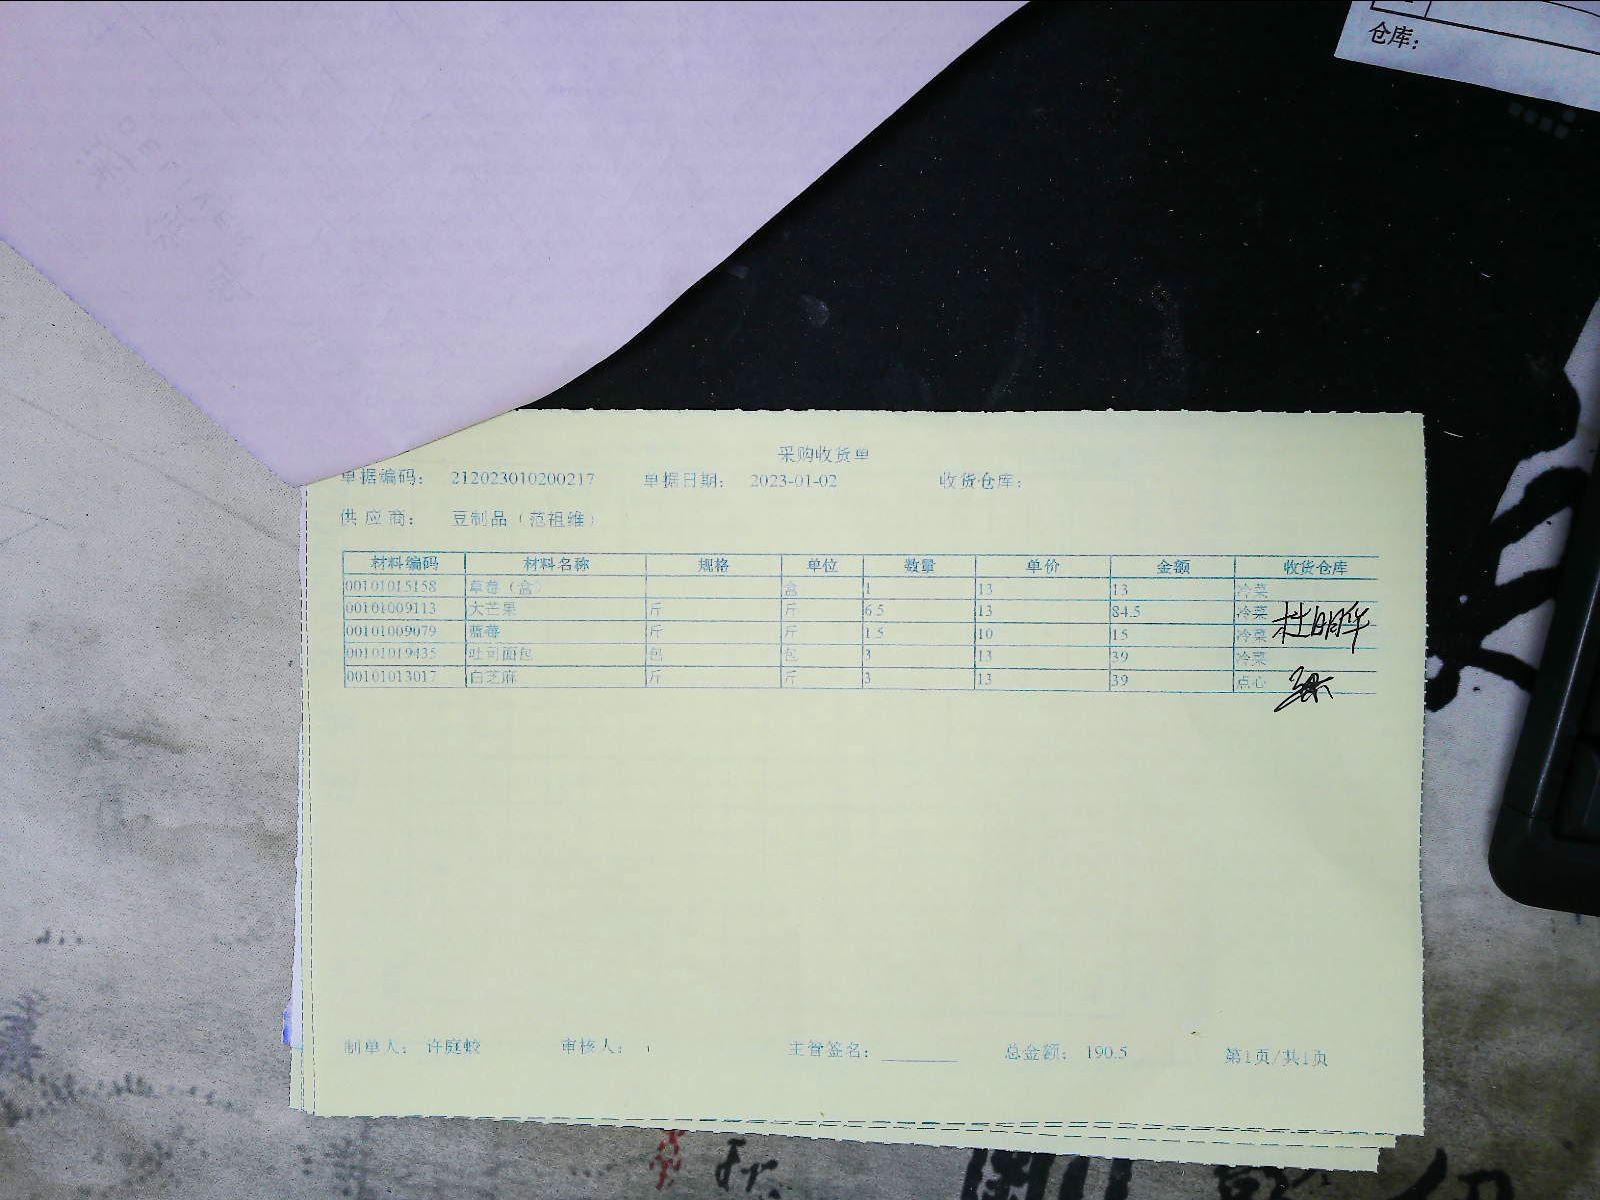 仓库:
采购收货单
单据编码: 212023010200217 单据日期: 2023-01-02 收货仓库:
供应商: 豆制品（范祖维）
材料编码 材料名称 规格 单位 数量 单价 金额 收货仓库
00101015158 草莓（盒） 盒 1 13 13 冷菜
00101009113 大芒果 斤 斤 6.5 13 84.5 冷菜
00101009079 蓝莓 斤 斤 1.5 10 15 冷菜
杜明华
00101019435 吐司面包 包 包 3 13 39 冷菜
00101013017 白芝麻 斤 斤 3 13 39 点心
制单人: 许庭蛟 审核人: 主管签名: 总金额: 190.5 第1页/共1页